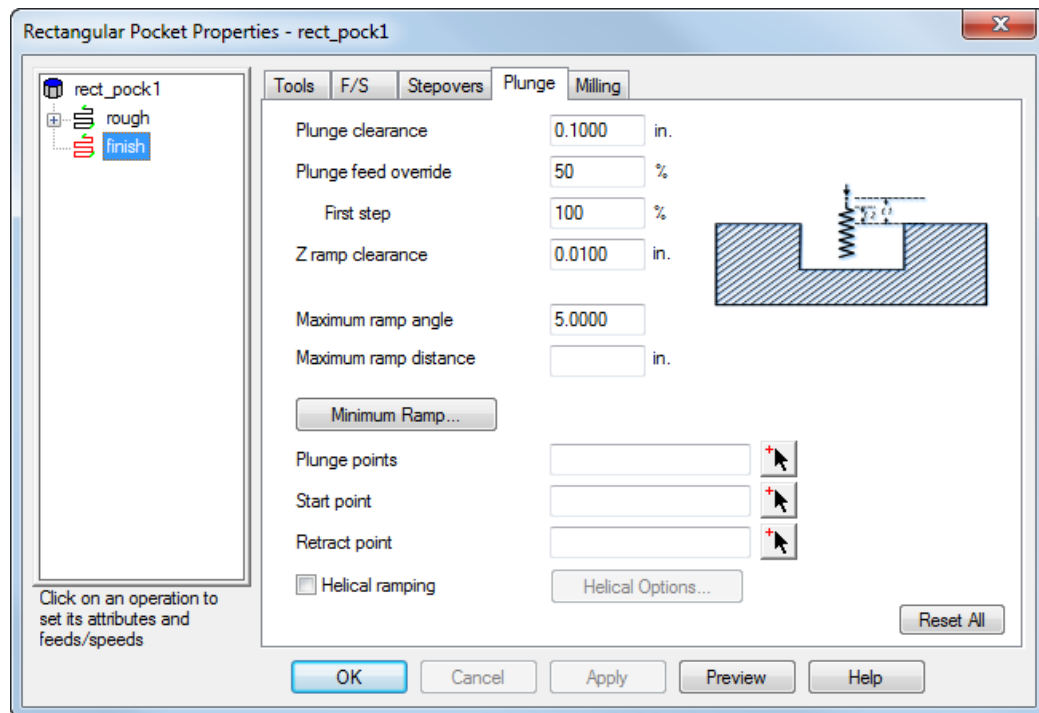 Rectangular Pocket Properties - rect_pock1
rect_pock1
rough
finish
Click on an operation to
set its attributes and
feeds/speeds
Tools F/S Stepovers Plunge Milling
Plunge clearance 0.1000 in.
Plunge feed override 50 %
First step 100 %
Z ramp clearance 0.0100 in.
Maximum ramp angle 5.0000
Maximum ramp distance in.
Minimum Ramp...
Plunge points
Start point
Retract point
Helical ramping Helical Options...
Reset All
OK Cancel Apply Preview Help